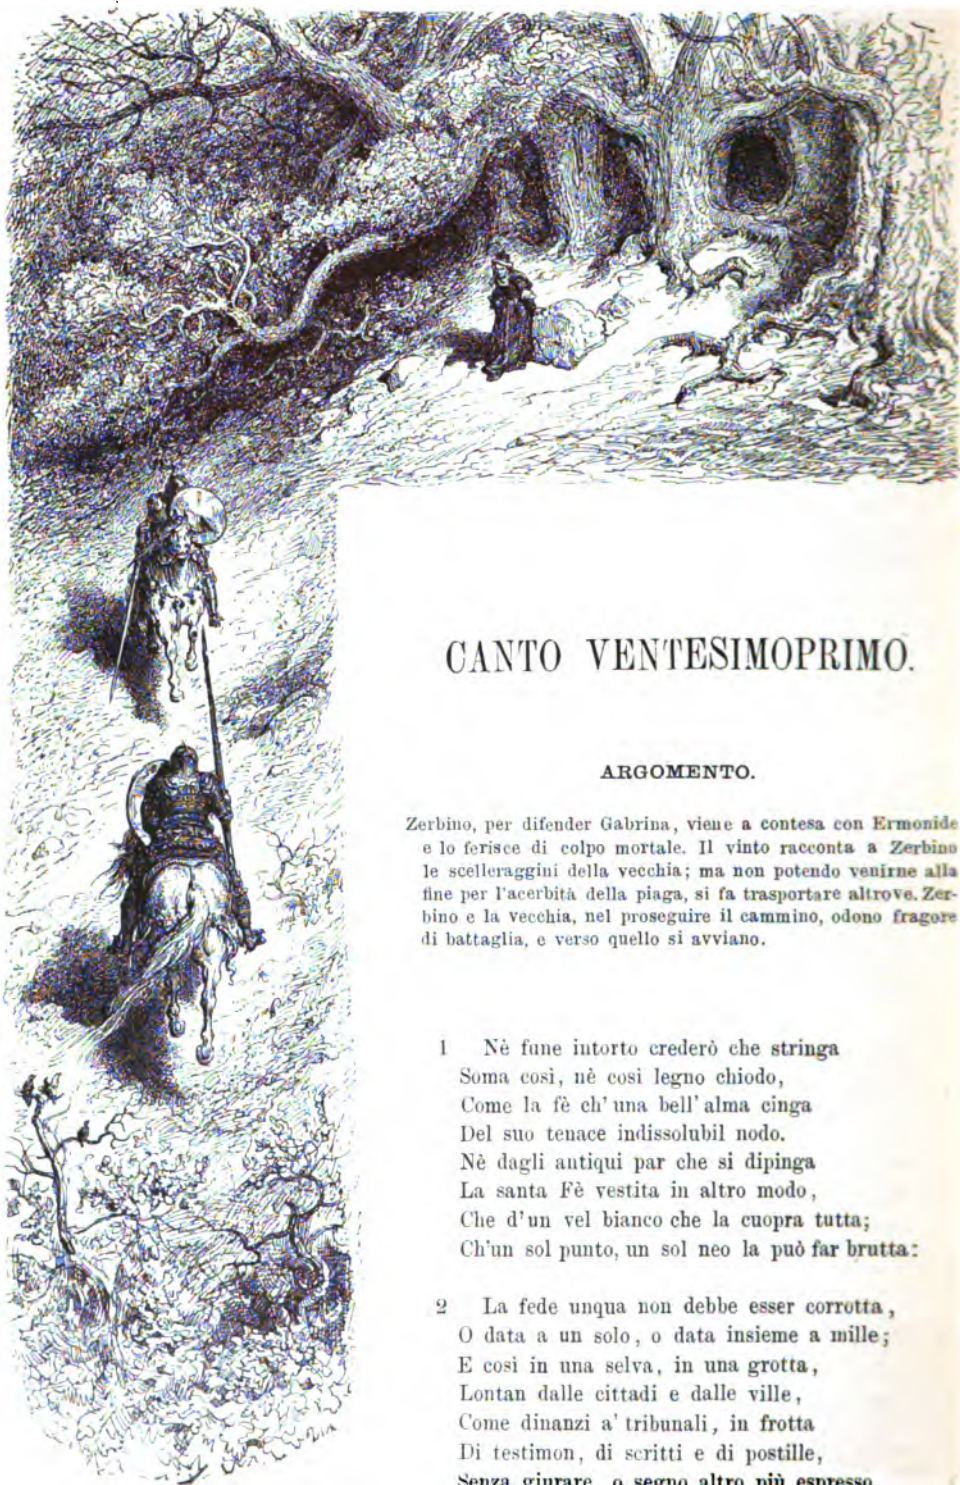 CANTO VENTESIMOPRIMO.
ARGOMENTO.
Zerbino, per difender Gabrina, viene a contesa con Ermonide
e lo ferisce di colpo mortale. Il vinto racconta a Zerbino
le scelleraggini della vecchia; ma non potendo venirne alla
fine per l'acerbità della piaga, si fa trasportare altrove. Zer-
bino e la vecchia, nel proseguire il cammino, odono fragore
di battaglia, e verso quello si avviano.
1 Nè fune intorto crederò che stringa
Soma così, nè così legno chiodo,
Come la fè ch' una bell' alma cinga
Del suo tenace indissolubil nodo.
Nè dagli antiqui par che si dipinga
La santa Fè vestita in altro modo,
Che d' un vel bianco che la cuopra tutta;
Ch'un sol punto, un sol neo la può far brutta:
2 La fede unqua non debbe esser corrotta,
O data a un solo, o data insieme a mille;
E così in una selva, in una grotta,
Lontan dalle cittadi e dalle ville,
Come dinanzi a' tribunali, in frotta
Di testimon, di scritti e di postille,
Senza giurare, o segno altro più espresso